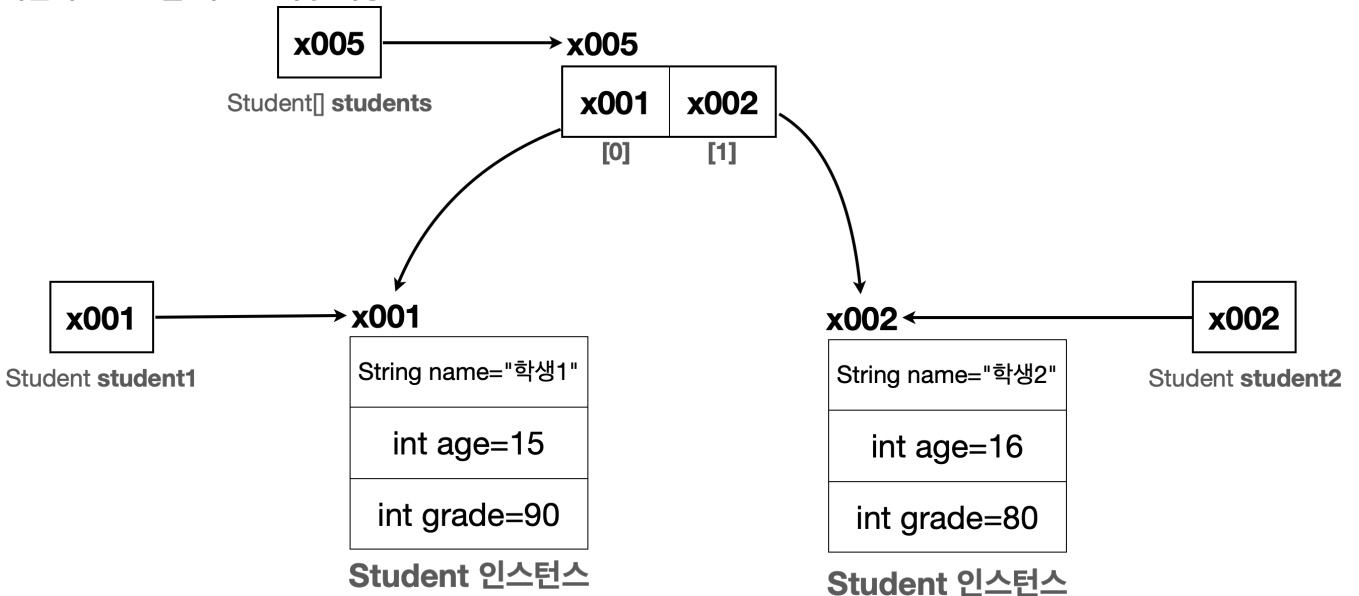 x005
x005
Student[] students
x001 x002
[0] [1]
x001
x001
x002
x002
Student student1
Student student2
String name="학생1"
int age=15
int grade=90
Student 인스턴스
String name="학생2"
int age=16
int grade=80
Student 인스턴스